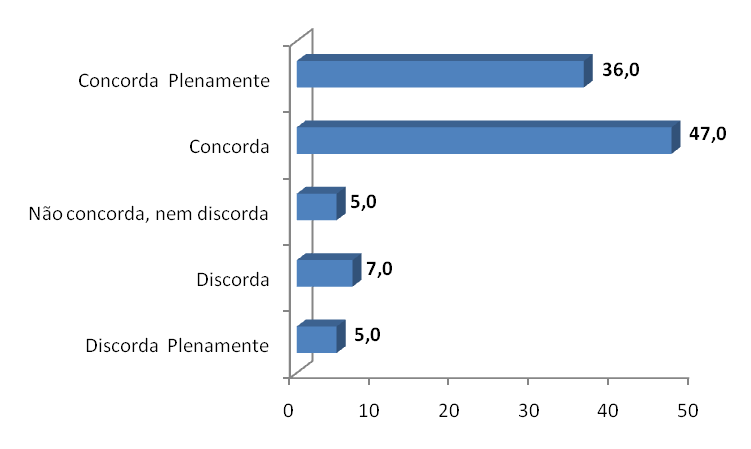 Concorda Plenamente 36,0
Concorda 47,0
Não concorda, nem discorda 5,0
Discorda 7,0
Discorda Plenamente 5,0
0 10 20 30 40 50